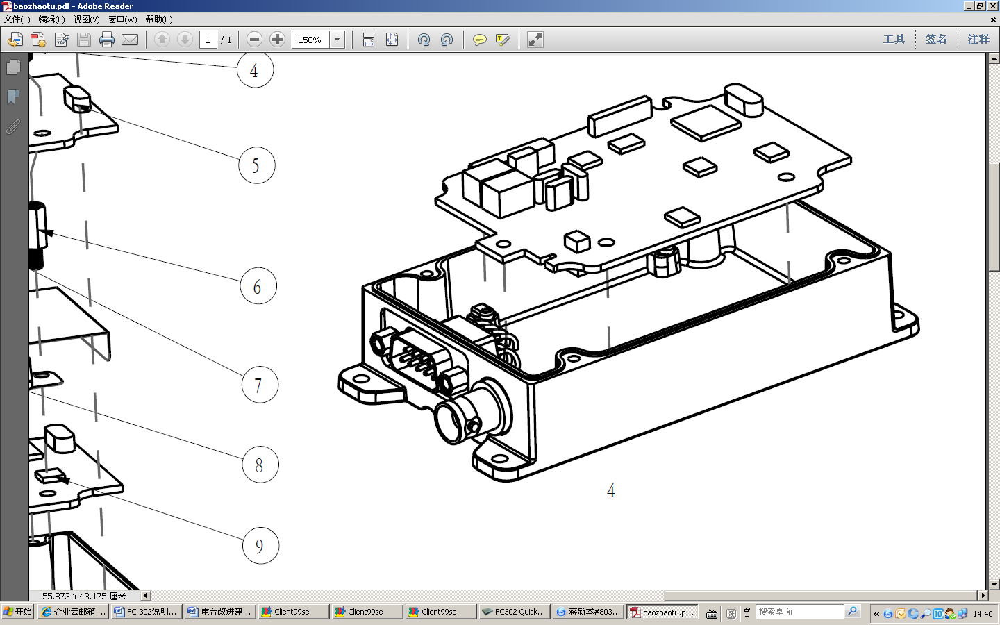 baozhaotu.pdf - Adobe Reader
文件(F) 编辑(E) 视图(V) 窗口(W) 帮助(H)
1 / 1 150% 工具 签名 注释
4
5
6
7
8
9
4
55.873 x 43.175 厘米
开始 企业云邮箱 ... FC-302说明... 电台改进建... Client99se Client99se Client99se FC302 Quick... 蒋新本#803... baozhaotu.p... 搜索桌面 14:40